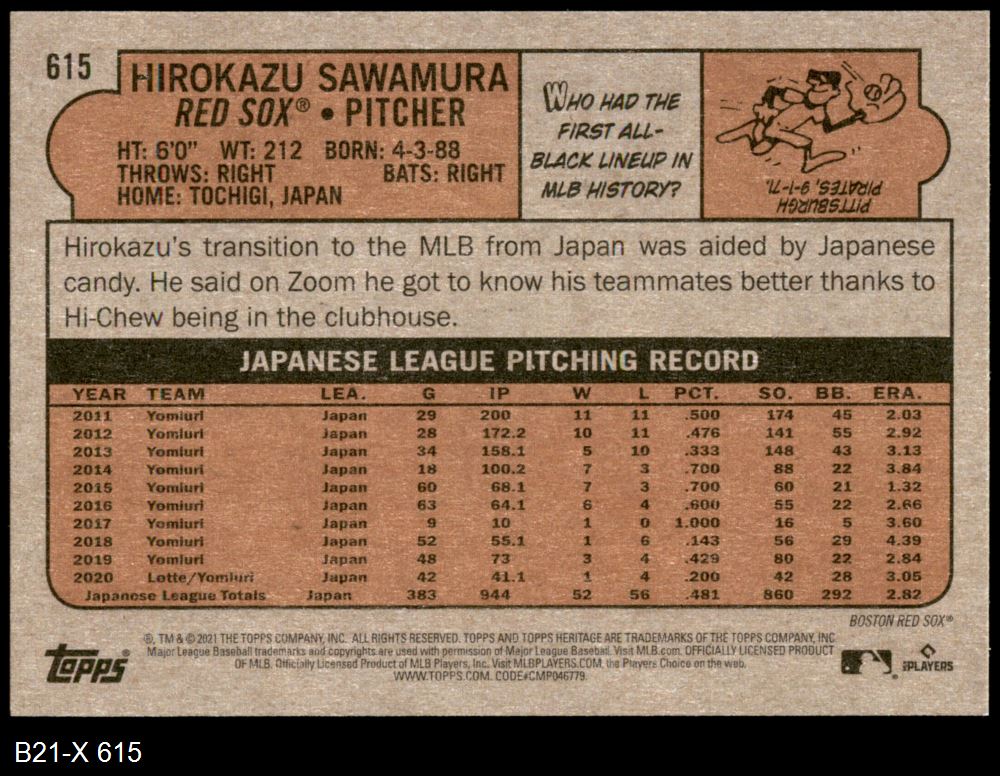 615
HIROKAZU SAWAMURA
RED SOX® • PITCHER
HT: 6'0" WT: 212 BORN: 4-3-88
THROWS: RIGHT BATS: RIGHT
HOME: TOCHIGI, JAPAN
WHO HAD THE
FIRST ALL-
BLACK LINEUP IN
MLB HISTORY?
PITTSBURGH
PIRATES, 9-1-71.
Hirokazu's transition to the MLB from Japan was aided by Japanese
candy. He said on Zoom he got to know his teammates better thanks to
Hi-Chew being in the clubhouse.
JAPANESE LEAGUE PITCHING RECORD
YEAR TEAM LEA. G IP W L PCT. SO. BB. ERA.
2011 Yomiuri Japan 29 200 11 11 .500 174 45 2.03
2012 Yomiuri Japan 28 172.2 10 11 .476 141 55 2.92
2013 Yomiuri Japan 34 158.1 5 10 .333 148 43 3.13
2014 Yomiuri Japan 18 100.2 7 3 .700 88 22 3.84
2015 Yomiuri Japan 60 68.1 7 3 .700 60 21 1.32
2016 Yomiuri Japan 63 64.1 6 4 .600 55 22 2.66
2017 Yomiuri Japan 9 10 1 0 1.000 16 5 3.60
2018 Yomiuri Japan 52 55.1 1 6 .143 56 29 4.39
2019 Yomiuri Japan 48 73 3 4 .429 80 22 2.84
2020 Lotte/Yomiuri Japan 42 41.1 1 4 .200 42 28 3.05
Japanese League Totals Japan 383 944 52 56 .481 860 292 2.82
BOSTON RED SOX®
topps®
®, TM & © 2021 THE TOPPS COMPANY, INC. ALL RIGHTS RESERVED. TOPPS AND TOPPS HERITAGE ARE TRADEMARKS OF THE TOPPS COMPANY, INC.
Major League Baseball trademarks and copyrights are used with permission of Major League Baseball. Visit MLB.com. OFFICIALLY LICENSED PRODUCT
OF MLB. Officially Licensed Product of MLB Players, Inc. Visit MLBPLAYERS.COM, the Players Choice on the web.
WWW.TOPPS.COM. CODE#CMP046779.
PLAYERS
B21-X 615